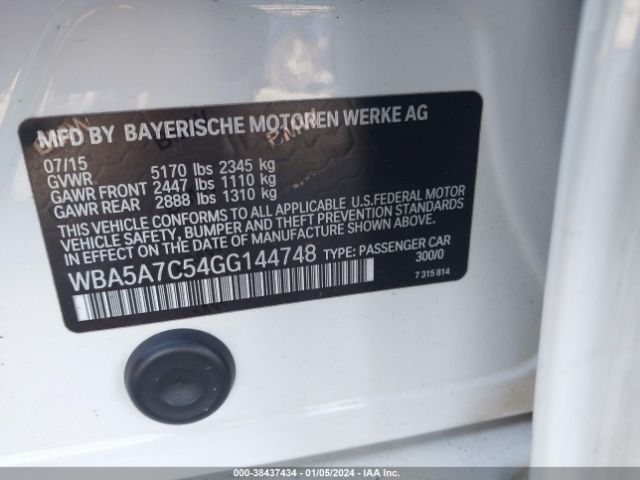 MFD BY BAYERISCHE MOTOREN WERKE AG
07/15
GVWR 5170 lbs 2345 kg
GAWR FRONT 2447 lbs 1110 kg
GAWR REAR 2888 lbs 1310 kg
THIS VEHICLE CONFORMS TO ALL APPLICABLE U.S.FEDERAL MOTOR
VEHICLE SAFETY, BUMPER AND THEFT PREVENTION STANDARDS
IN EFFECT ON THE DATE OF MANUFACTURE SHOWN ABOVE.
WBA5A7C54GG144748 TYPE: PASSENGER CAR
300/0
7 315 814
000-38437434 - 01/05/2024 - IAA Inc.